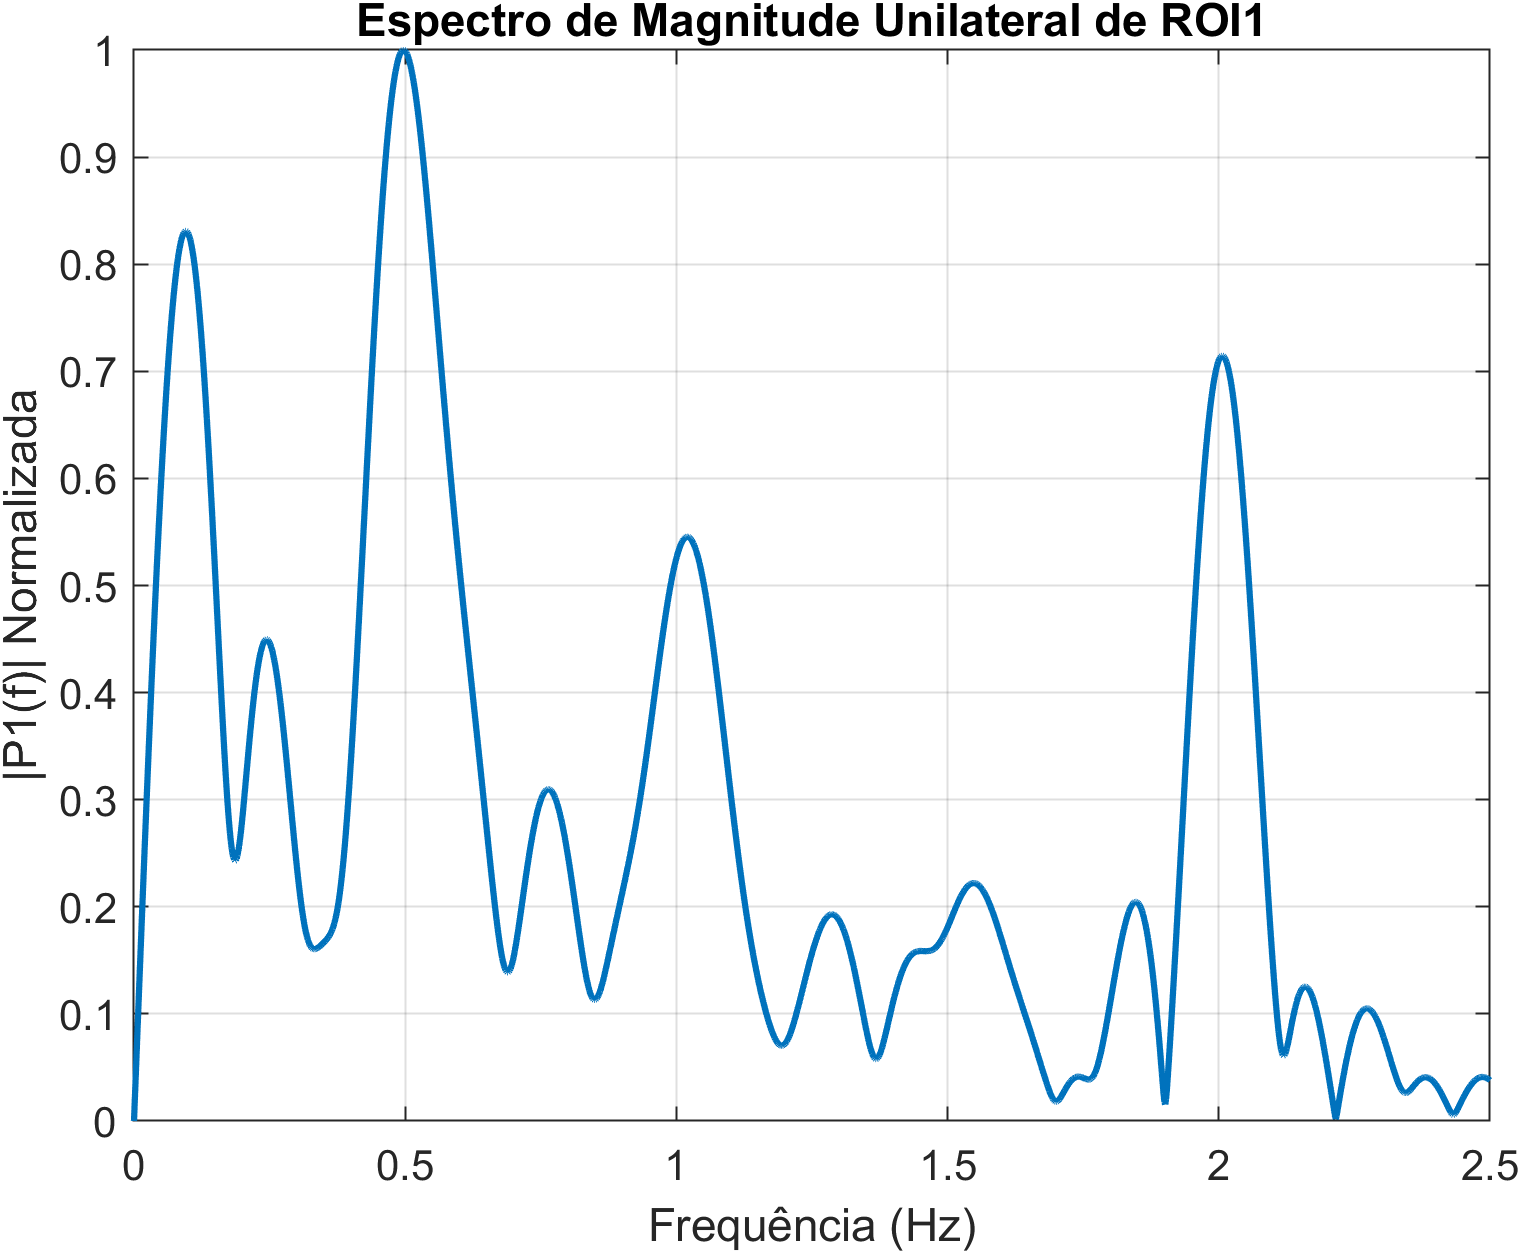 Espectro de Magnitude Unilateral de ROI1
|P1(f)| Normalizada
1
0.9
0.8
0.7
0.6
0.5
0.4
0.3
0.2
0.1
0
0 0.5 1 1.5 2 2.5
Frequência (Hz)